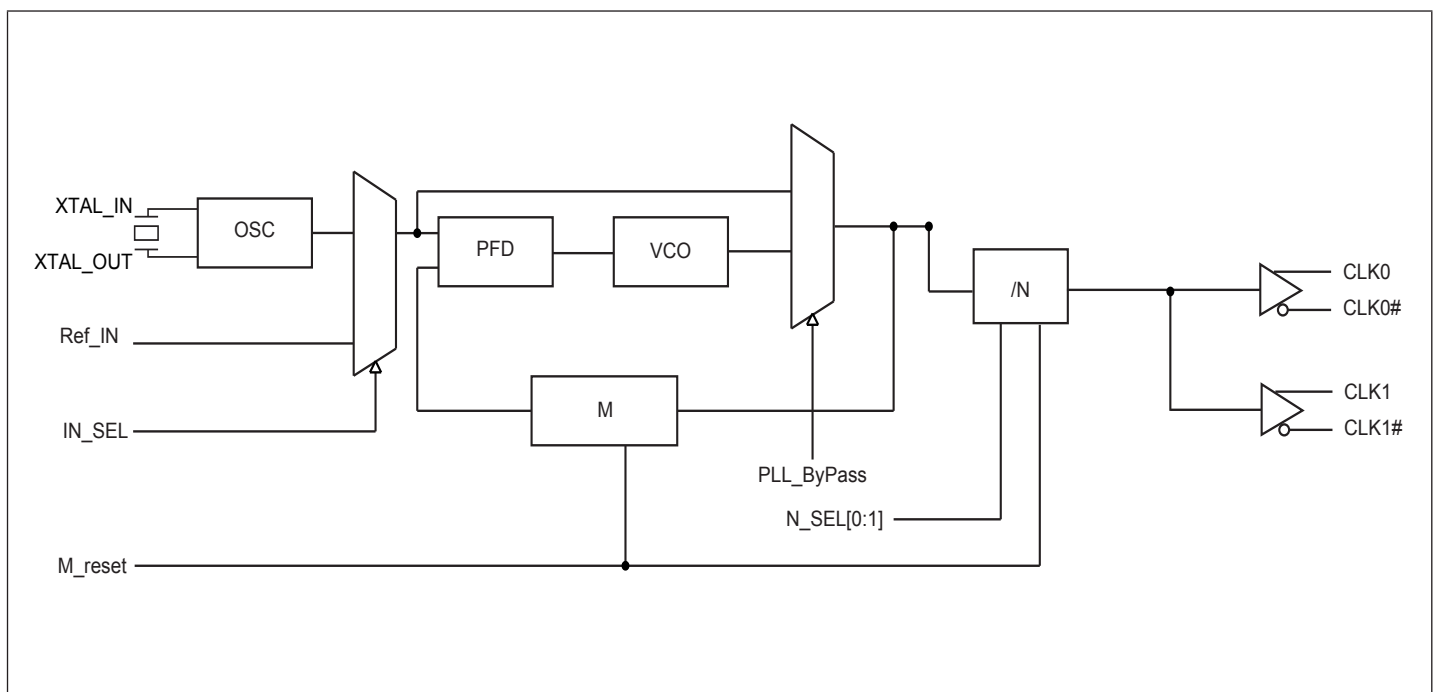 XTAL_IN
XTAL_OUT
OSC
Ref_IN
IN_SEL
PFD
VCO
M
PLL_ByPass
N_SEL[0:1]
M_reset
/N
CLK0
CLK0#
CLK1
CLK1#